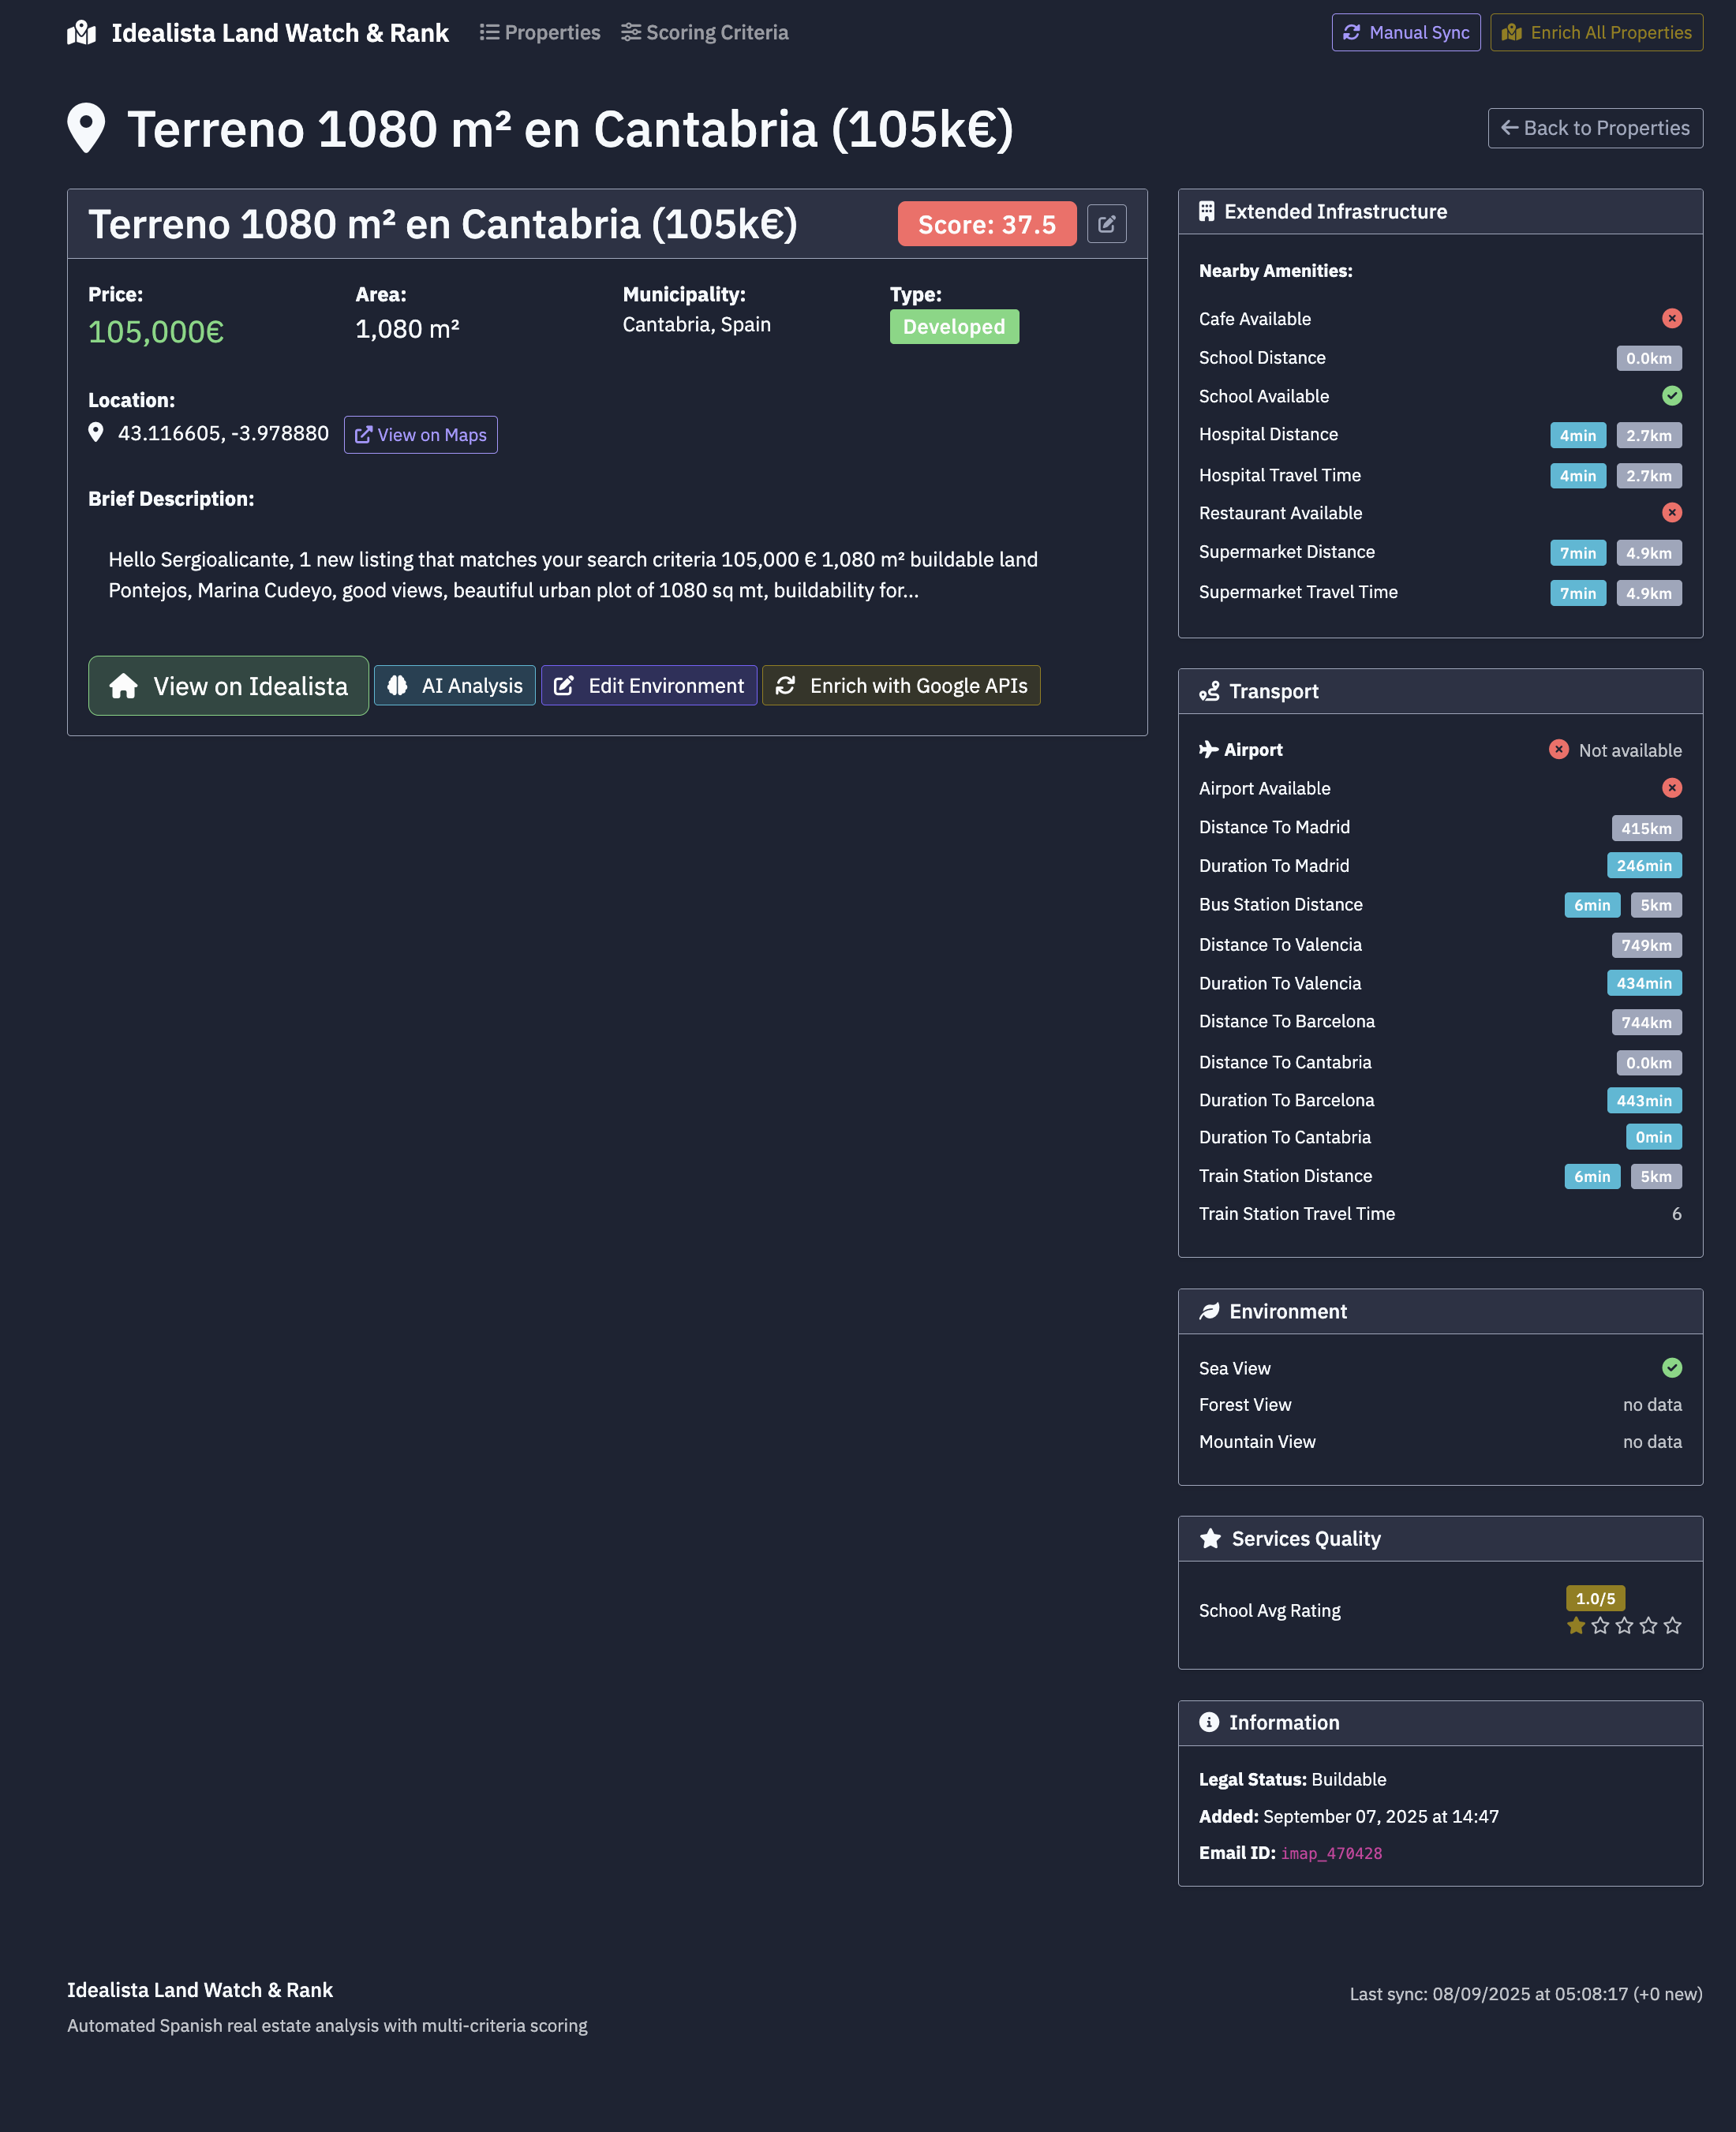 Idealista Land Watch & Rank Properties Scoring Criteria Manual Sync Enrich All Properties
Terreno 1080 m² en Cantabria (105k€)
Back to Properties
Terreno 1080 m² en Cantabria (105k€) Score: 37.5
Price: Area: Municipality: Type:
105,000€ 1,080 m² Cantabria, Spain Developed
Location:
43.116605, -3.978880 View on Maps
Brief Description:
Hello Sergioalicante, 1 new listing that matches your search criteria 105,000 € 1,080 m² buildable land
Pontejos, Marina Cudeyo, good views, beautiful urban plot of 1080 sq mt, buildability for...
View on Idealista AI Analysis Edit Environment Enrich with Google APIs
Extended Infrastructure
Nearby Amenities:
Cafe Available
School Distance 0.0km
School Available
Hospital Distance 4min 2.7km
Hospital Travel Time 4min 2.7km
Restaurant Available
Supermarket Distance 7min 4.9km
Supermarket Travel Time 7min 4.9km
Transport
Airport Not available
Airport Available
Distance To Madrid 415km
Duration To Madrid 246min
Bus Station Distance 6min 5km
Distance To Valencia 749km
Duration To Valencia 434min
Distance To Barcelona 744km
Distance To Cantabria 0.0km
Duration To Barcelona 443min
Duration To Cantabria 0min
Train Station Distance 6min 5km
Train Station Travel Time 6
Environment
Sea View
Forest View no data
Mountain View no data
Services Quality
School Avg Rating 1.0/5
Information
Legal Status: Buildable
Added: September 07, 2025 at 14:47
Email ID: imap_470428
Idealista Land Watch & Rank
Automated Spanish real estate analysis with multi-criteria scoring
Last sync: 08/09/2025 at 05:08:17 (+0 new)